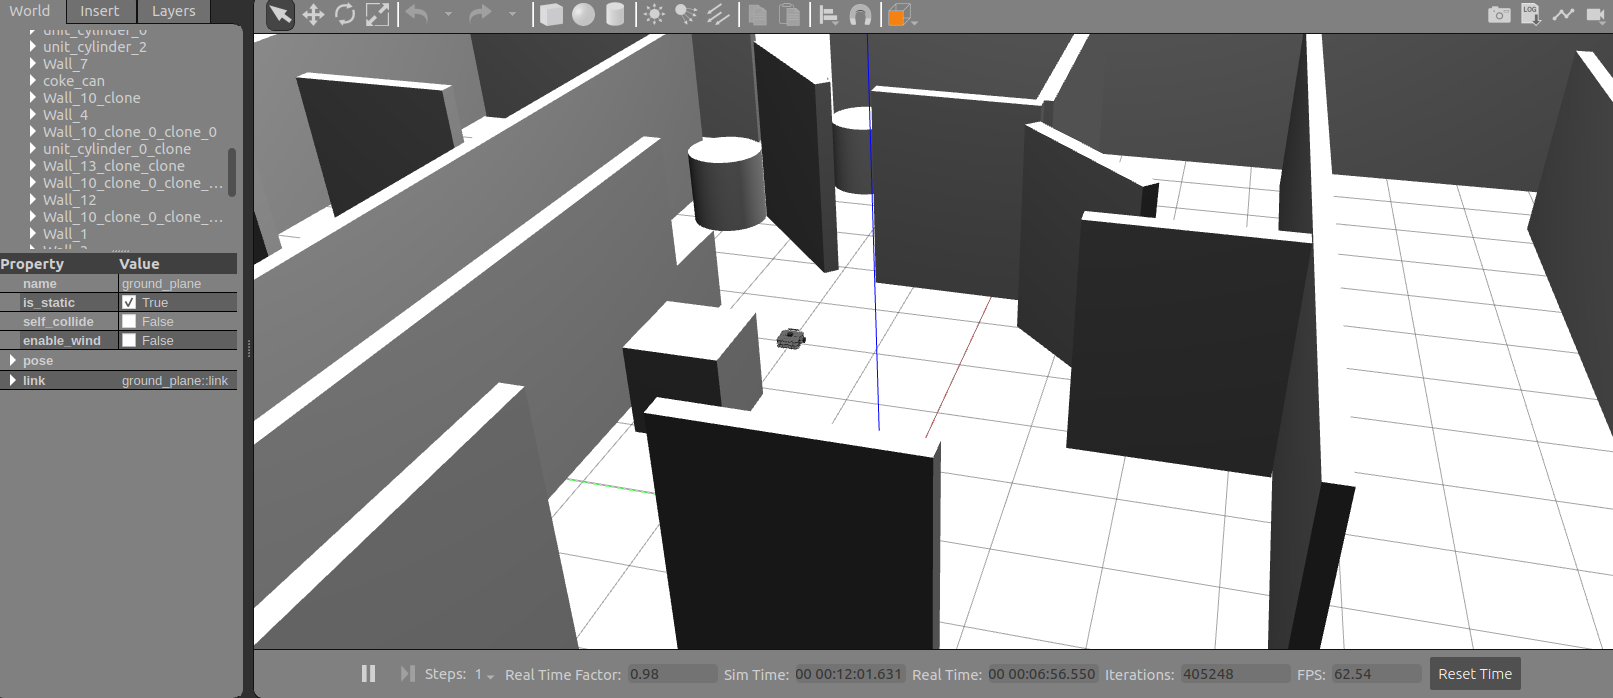 World Insert Layers
LOG
unit_cylinder_0
unit_cylinder_2
Wall_7
coke_can
Wall_10_clone
Wall_4
Wall_10_clone_0_clone_0
unit_cylinder_0_clone
Wall_13_clone_clone
Wall_10_clone_0_clone_...
Wall_12
Wall_10_clone_0_clone_...
Wall_1
Property Value
name ground_plane
is_static True
self_collide False
enable_wind False
pose
link ground_plane::link
Steps: 1 Real Time Factor: 0.98 Sim Time: 00 00:12:01.631 Real Time: 00 00:06:56.550 Iterations: 405248 FPS: 62.54 Reset Time